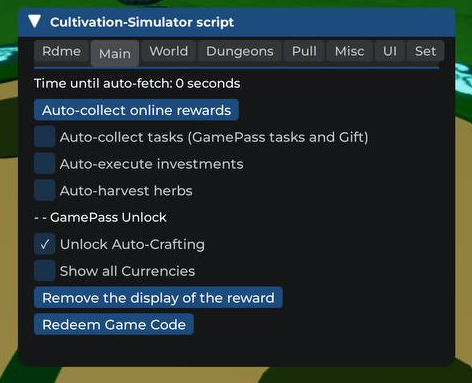 Cultivation-Simulator script
Rdme Main World Dungeons Pull Misc UI Set
Time until auto-fetch: 0 seconds
Auto-collect online rewards
Auto-collect tasks (GamePass tasks and Gift)
Auto-execute investments
Auto-harvest herbs
- - GamePass Unlock
Unlock Auto-Crafting
Show all Currencies
Remove the display of the reward
Redeem Game Code